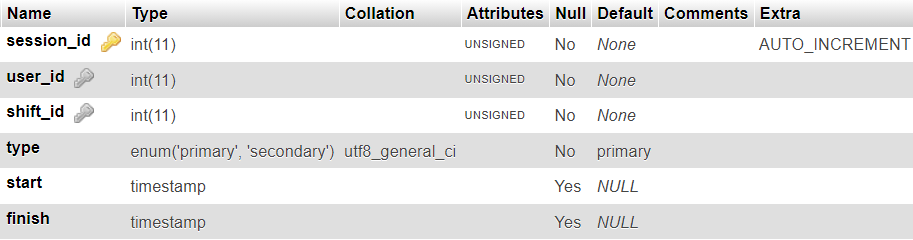 Name Type Collation Attributes Null Default Comments Extra
session_id int(11) UNSIGNED No None AUTO_INCREMENT
user_id int(11) UNSIGNED No None
shift_id int(11) UNSIGNED No None
type enum('primary', 'secondary') utf8_general_ci No primary
start timestamp Yes NULL
finish timestamp Yes NULL